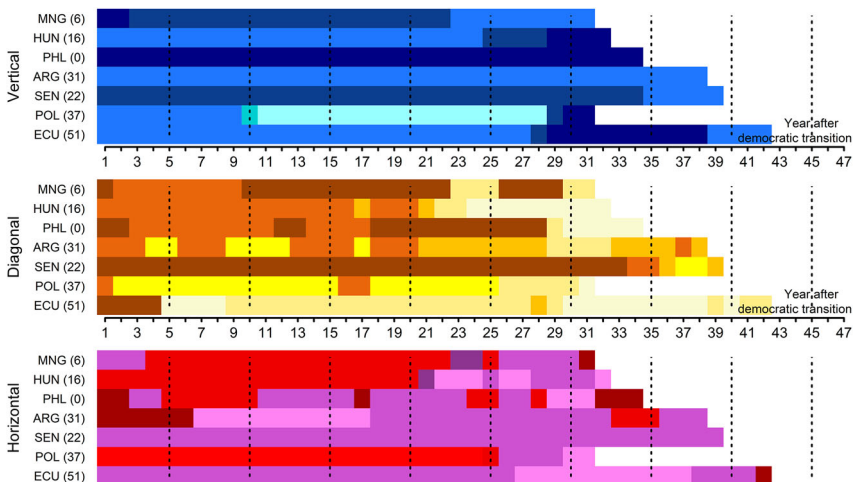 Vertical
MNG (6)
HUN (16)
PHL (0)
ARG (31)
SEN (22)
POL (37)
ECU (51)
Year after
democratic transition
1 3 5 7 9 11 13 15 17 19 21 23 25 27 29 31 33 35 37 39 41 43 45 47
Diagonal
MNG (6)
HUN (16)
PHL (0)
ARG (31)
SEN (22)
POL (37)
ECU (51)
Year after
democratic transition
1 3 5 7 9 11 13 15 17 19 21 23 25 27 29 31 33 35 37 39 41 43 45 47
Horizontal
MNG (6)
HUN (16)
PHL (0)
ARG (31)
SEN (22)
POL (37)
ECU (51)